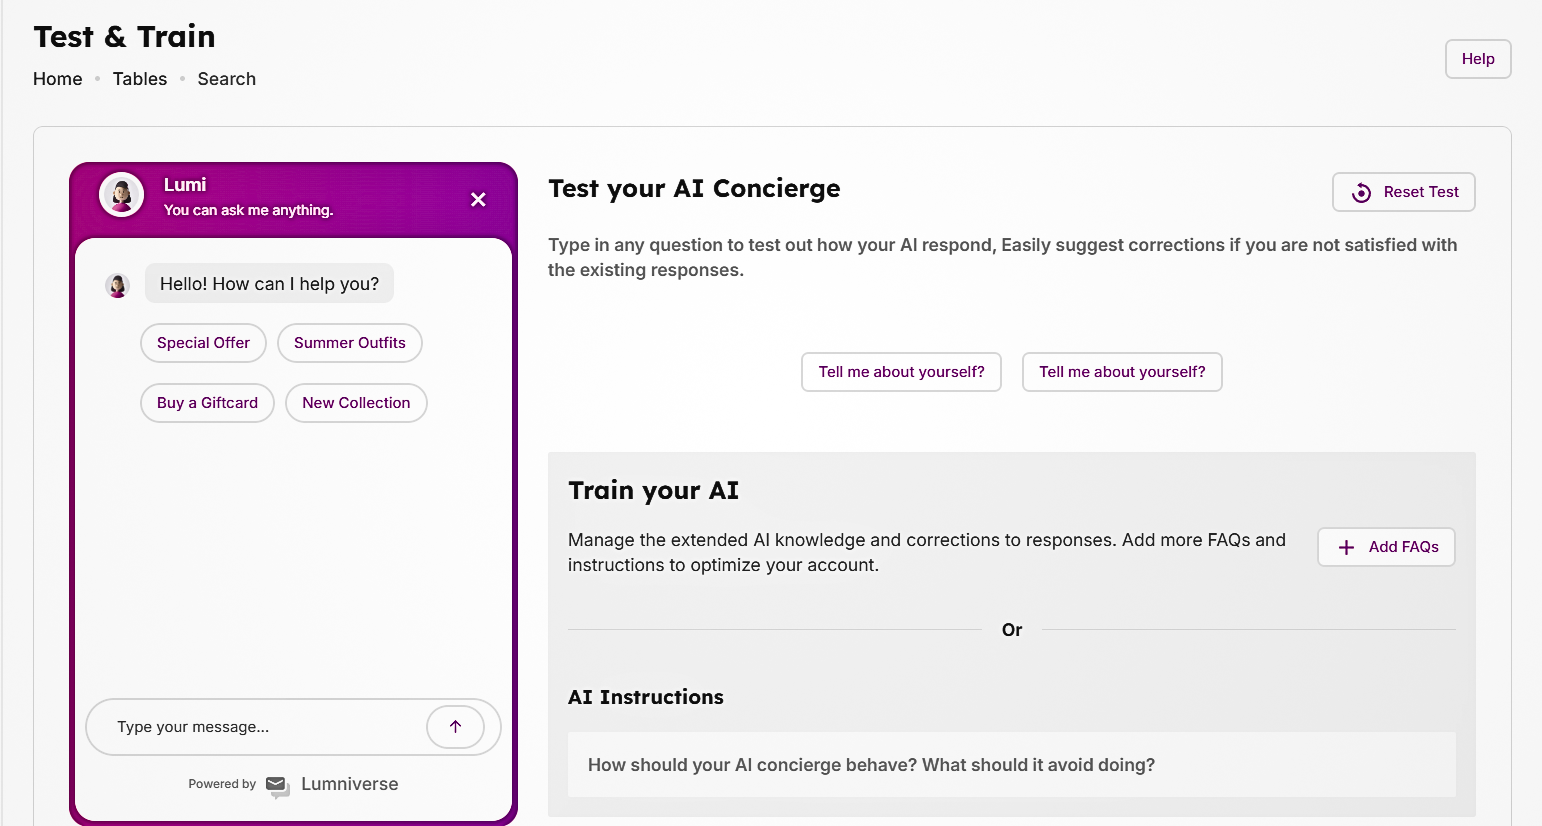 Test & Train
Home • Tables • Search
Help
Lumi
You can ask me anything.
Hello! How can I help you?
Special Offer
Summer Outfits
Buy a Giftcard
New Collection
Type your message...
Powered by Lumniverse
Test your AI Concierge
Reset Test
Type in any question to test out how your AI respond, Easily suggest corrections if you are not satisfied with
the existing responses.
Tell me about yourself?
Tell me about yourself?
Train your AI
Manage the extended AI knowledge and corrections to responses. Add more FAQs and
instructions to optimize your account.
Add FAQs
Or
AI Instructions
How should your AI concierge behave? What should it avoid doing?